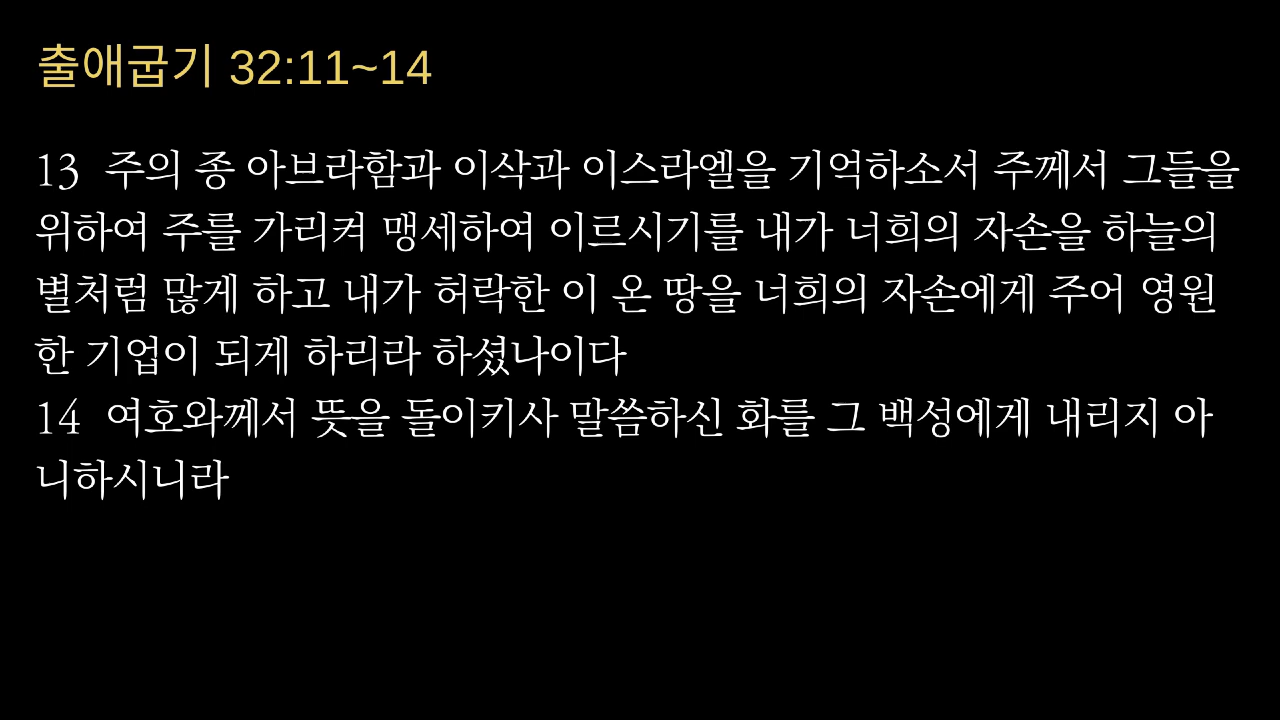 출애굽기 32:11~14
13 주의 종 아브라함과 이삭과 이스라엘을 기억하소서 주께서 그들을
위하여 주를 가리켜 맹세하여 이르시기를 내가 너희의 자손을 하늘의
별처럼 많게 하고 내가 허락한 이 온 땅을 너희의 자손에게 주어 영원
한 기업이 되게 하리라 하셨나이다
14 여호와께서 뜻을 돌이키사 말씀하신 화를 그 백성에게 내리지 아
니하시니라